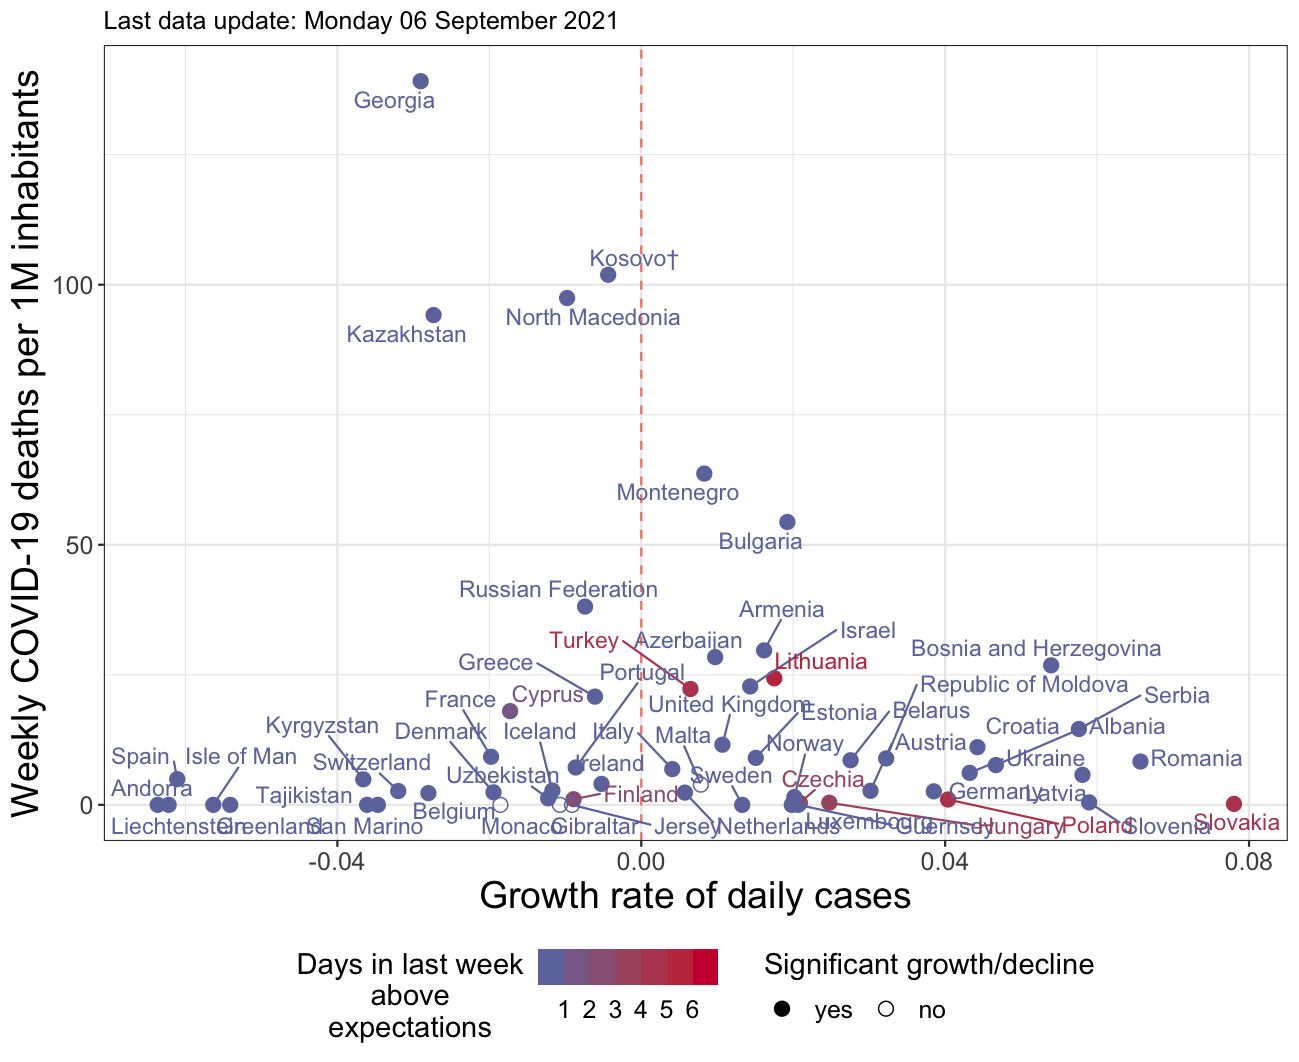 Last data update: Monday 06 September 2021
Weekly COVID-19 deaths per 1M inhabitants
100
50
0
Georgia
Kosovo†
North Macedonia
Kazakhstan
Montenegro
Bulgaria
Russian Federation
Armenia
Turkey
Azerbaijan
Israel
Bosnia and Herzegovina
Greece
Lithuania
Portugal
Republic of Moldova
France
Cyprus
United Kingdom
Serbia
Kyrgyzstan
Denmark
Iceland
Italy
Malta
Estonia
Belarus
Croatia
Albania
Spain
Isle of Man
Switzerland
Ireland
Norway
Austria
Ukraine
Romania
Andorra
Uzbekistan
Sweden
Czechia
Tajikistan
Finland
Germany
Latvia
Belgium
Liechtenstein
Greenland
San Marino
Monaco
Gibraltar
Jersey
Netherlands
Luxembourg
Guernsey
Hungary
Poland
Slovenia
Slovakia
-0.04
0.00
0.04
0.08
Growth rate of daily cases
Days in last week
above
expectations
1 2 3 4 5 6
Significant growth/decline
yes
no